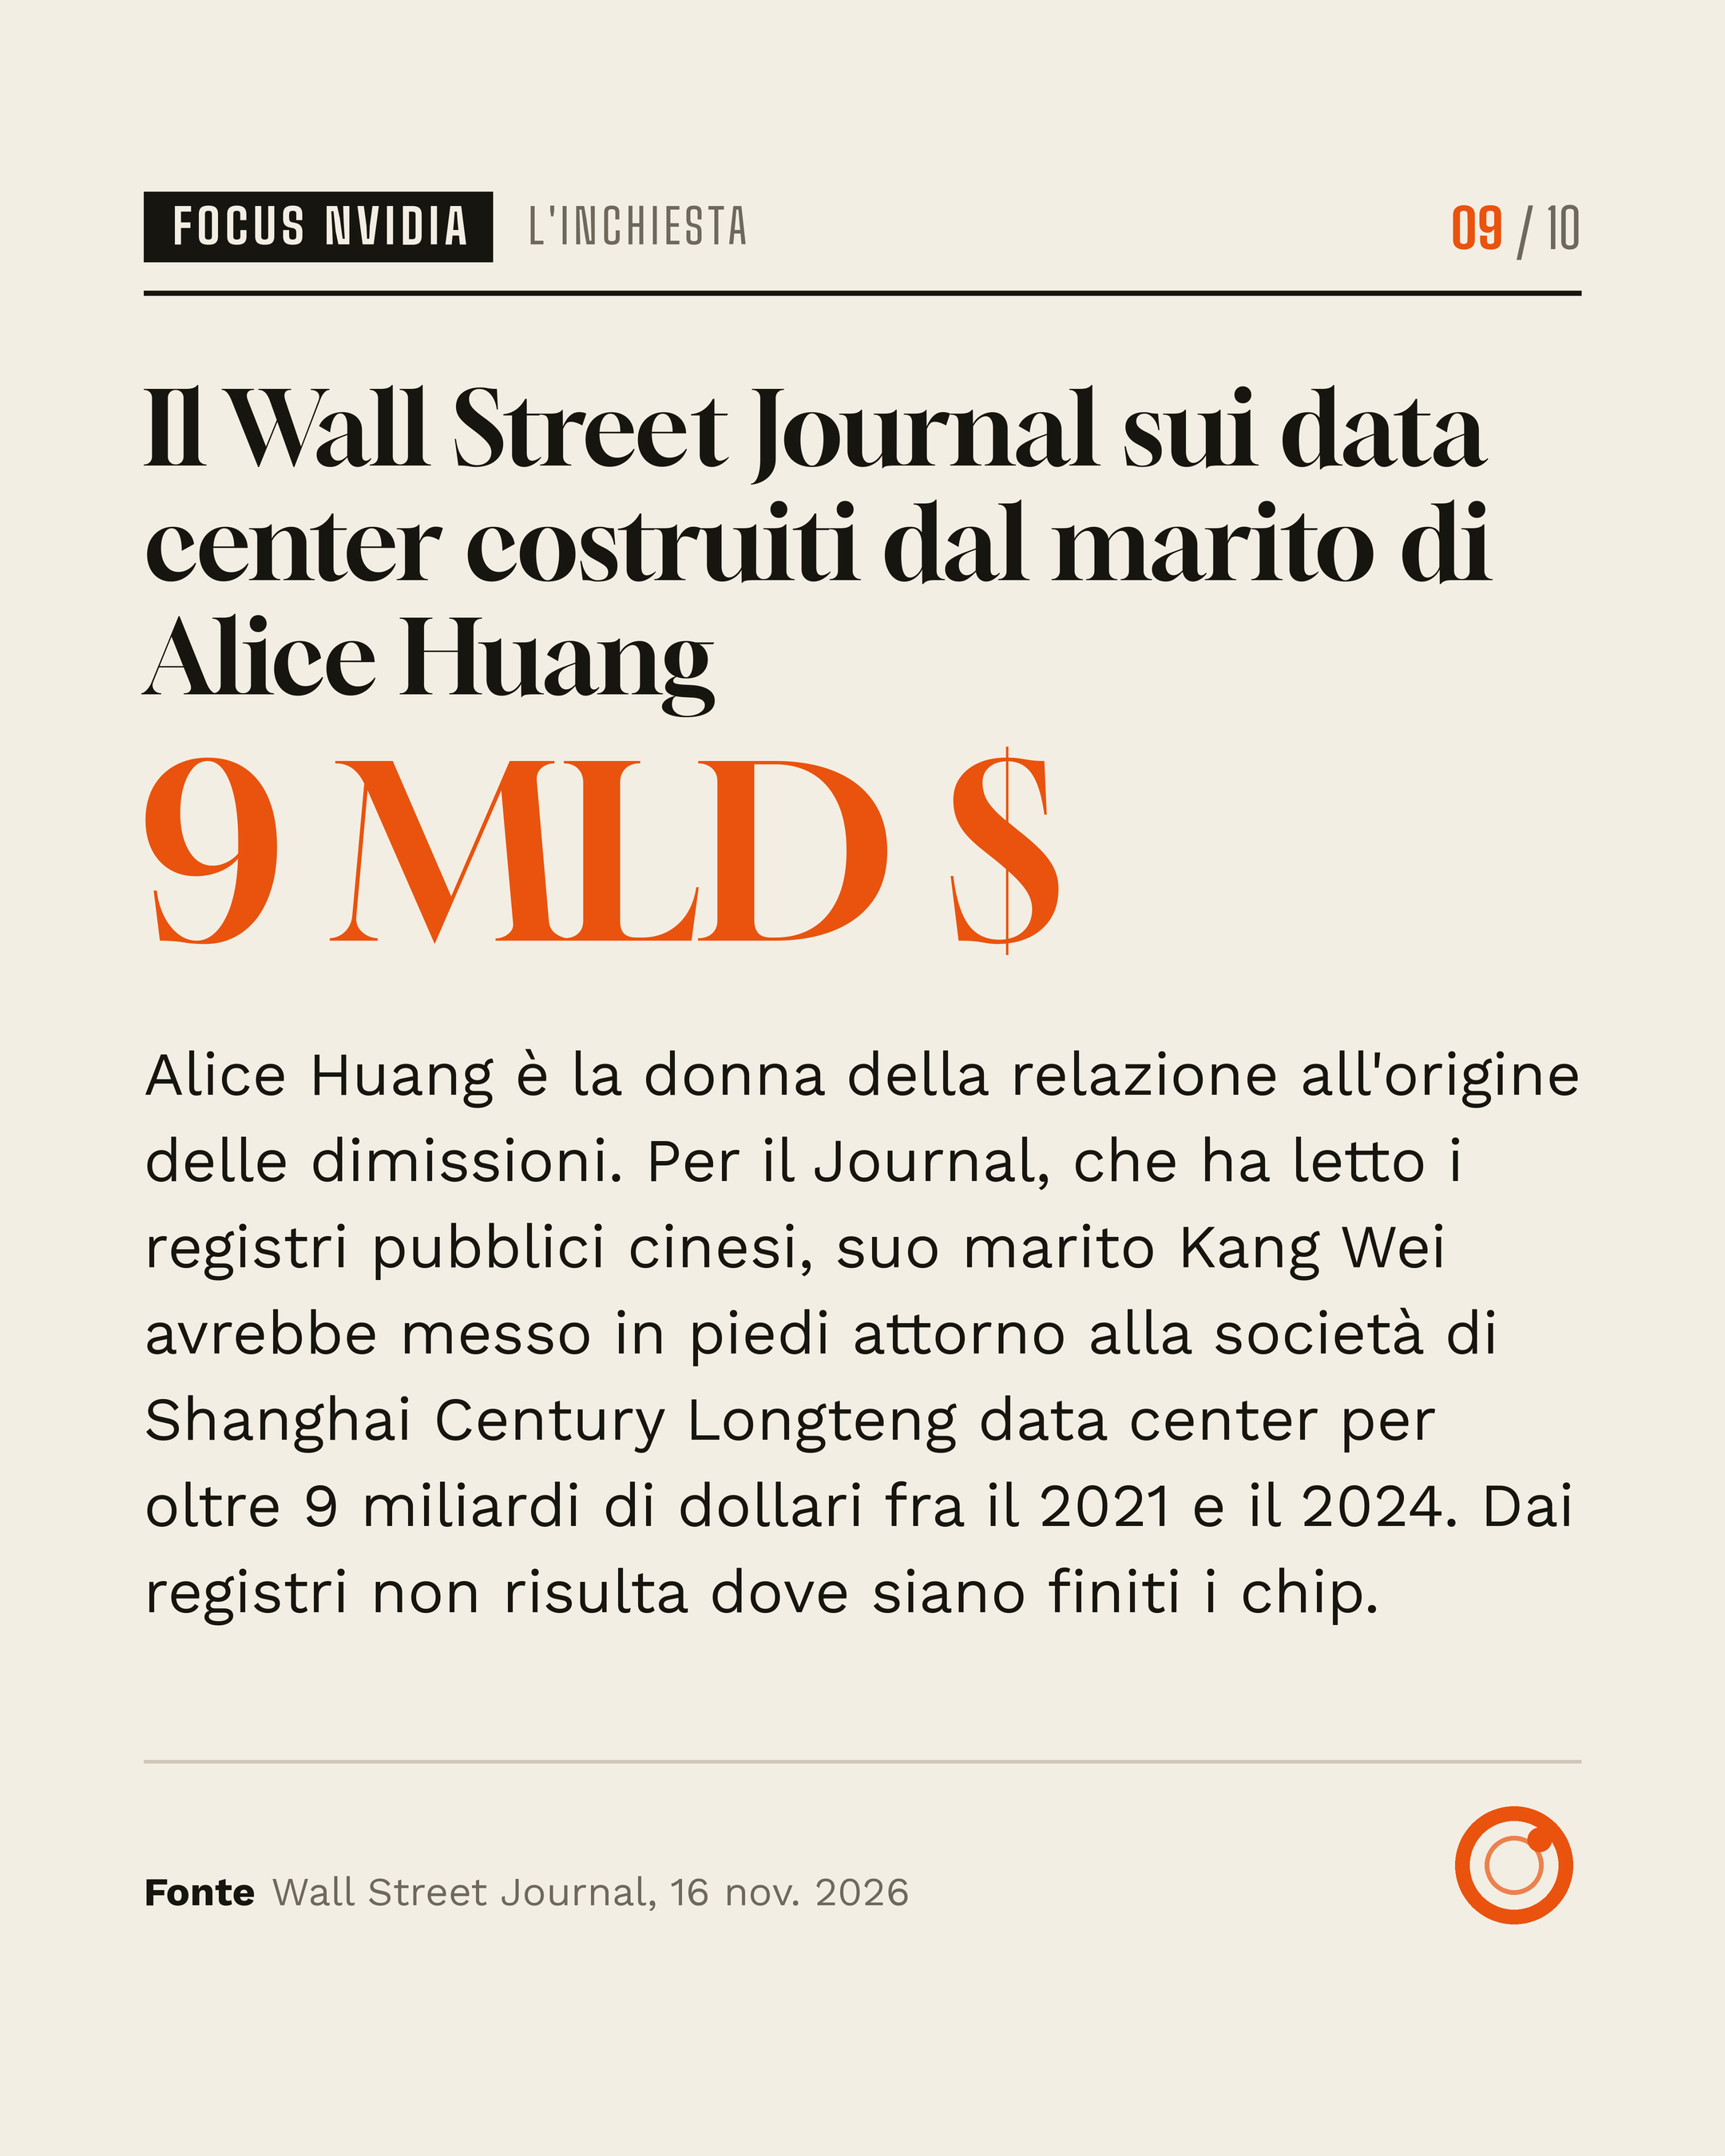 FOCUS NVIDIA L'INCHIESTA 09 / 10
Il Wall Street Journal sui data
center costruiti dal marito di
Alice Huang
9 MLD $
Alice Huang è la donna della relazione all'origine
delle dimissioni. Per il Journal, che ha letto i
registri pubblici cinesi, suo marito Kang Wei
avrebbe messo in piedi attorno alla società di
Shanghai Century Longteng data center per
oltre 9 miliardi di dollari fra il 2021 e il 2024. Dai
registri non risulta dove siano finiti i chip.
Fonte Wall Street Journal, 16 nov. 2026